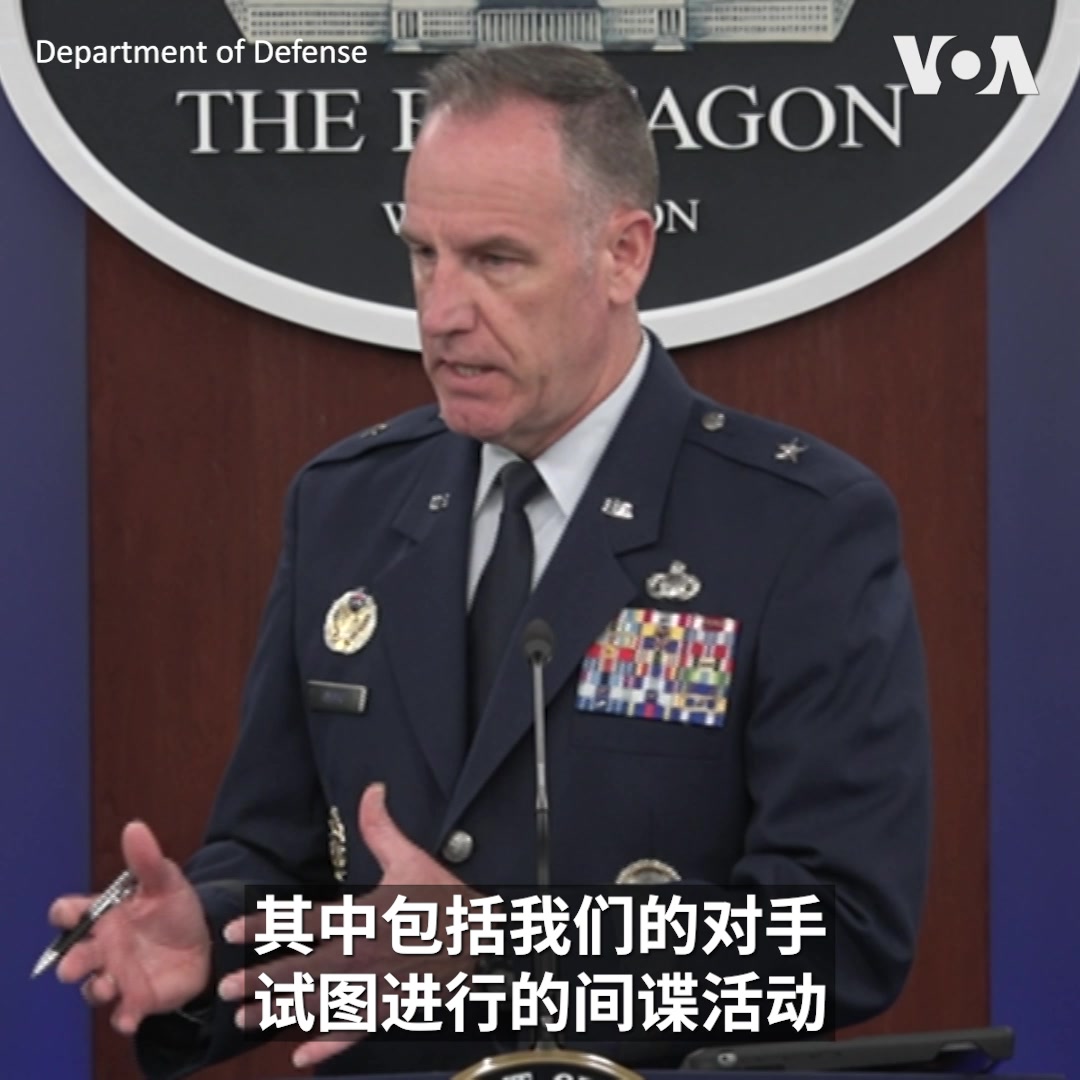 Department of Defense
VOA
THE P TAGON
W ON
其中包括我们的对手
试图进行的间谍活动